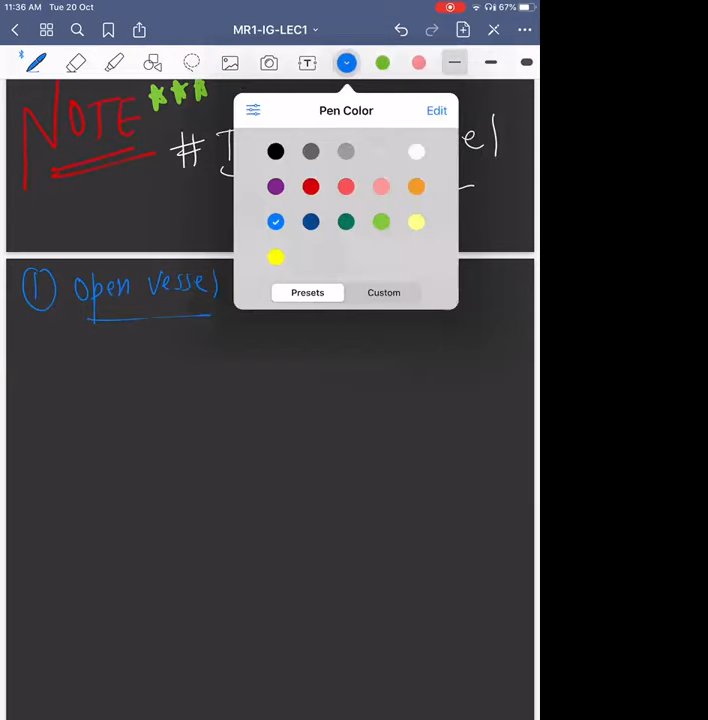 11:36 AM Tue 20 Oct 67%
MR1-IG-LEC1
T
Pen Color Edit
NOTE
#
① open vessel
Presets Custom